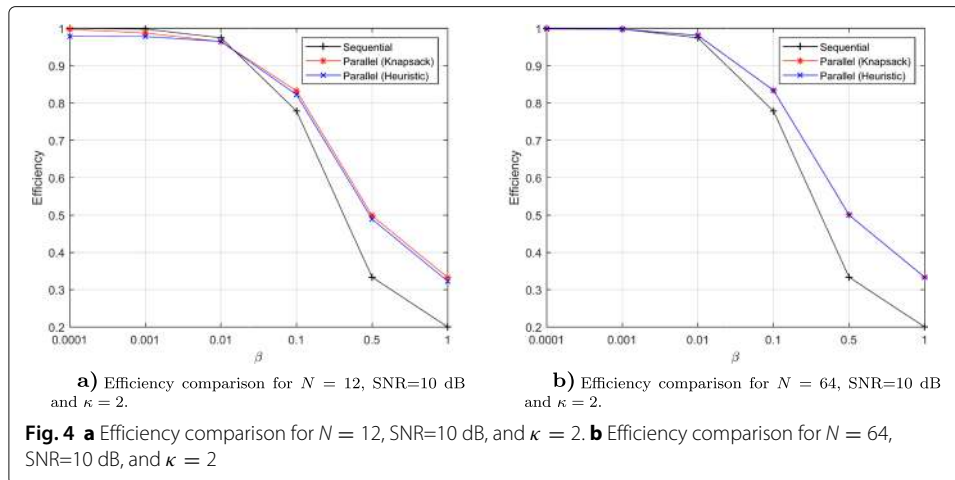 1
0.9
0.8
0.7
0.6
0.5
0.4
0.3
0.2
Efficiency
Sequential
Parallel (Knapsack)
Parallel (Heuristic)
0.0001 0.001 0.01 0.1 0.5 1
β
a) Efficiency comparison for N = 12, SNR=10 dB
and κ = 2.
1
0.9
0.8
0.7
0.6
0.5
0.4
0.3
0.2
Efficiency
Sequential
Parallel (Knapsack)
Parallel (Heuristic)
0.0001 0.001 0.01 0.1 0.5 1
β
b) Efficiency comparison for N = 64, SNR=10 dB
and κ = 2.
Fig. 4 a Efficiency comparison for N = 12, SNR=10 dB, and κ = 2. b Efficiency comparison for N = 64,
SNR=10 dB, and κ = 2